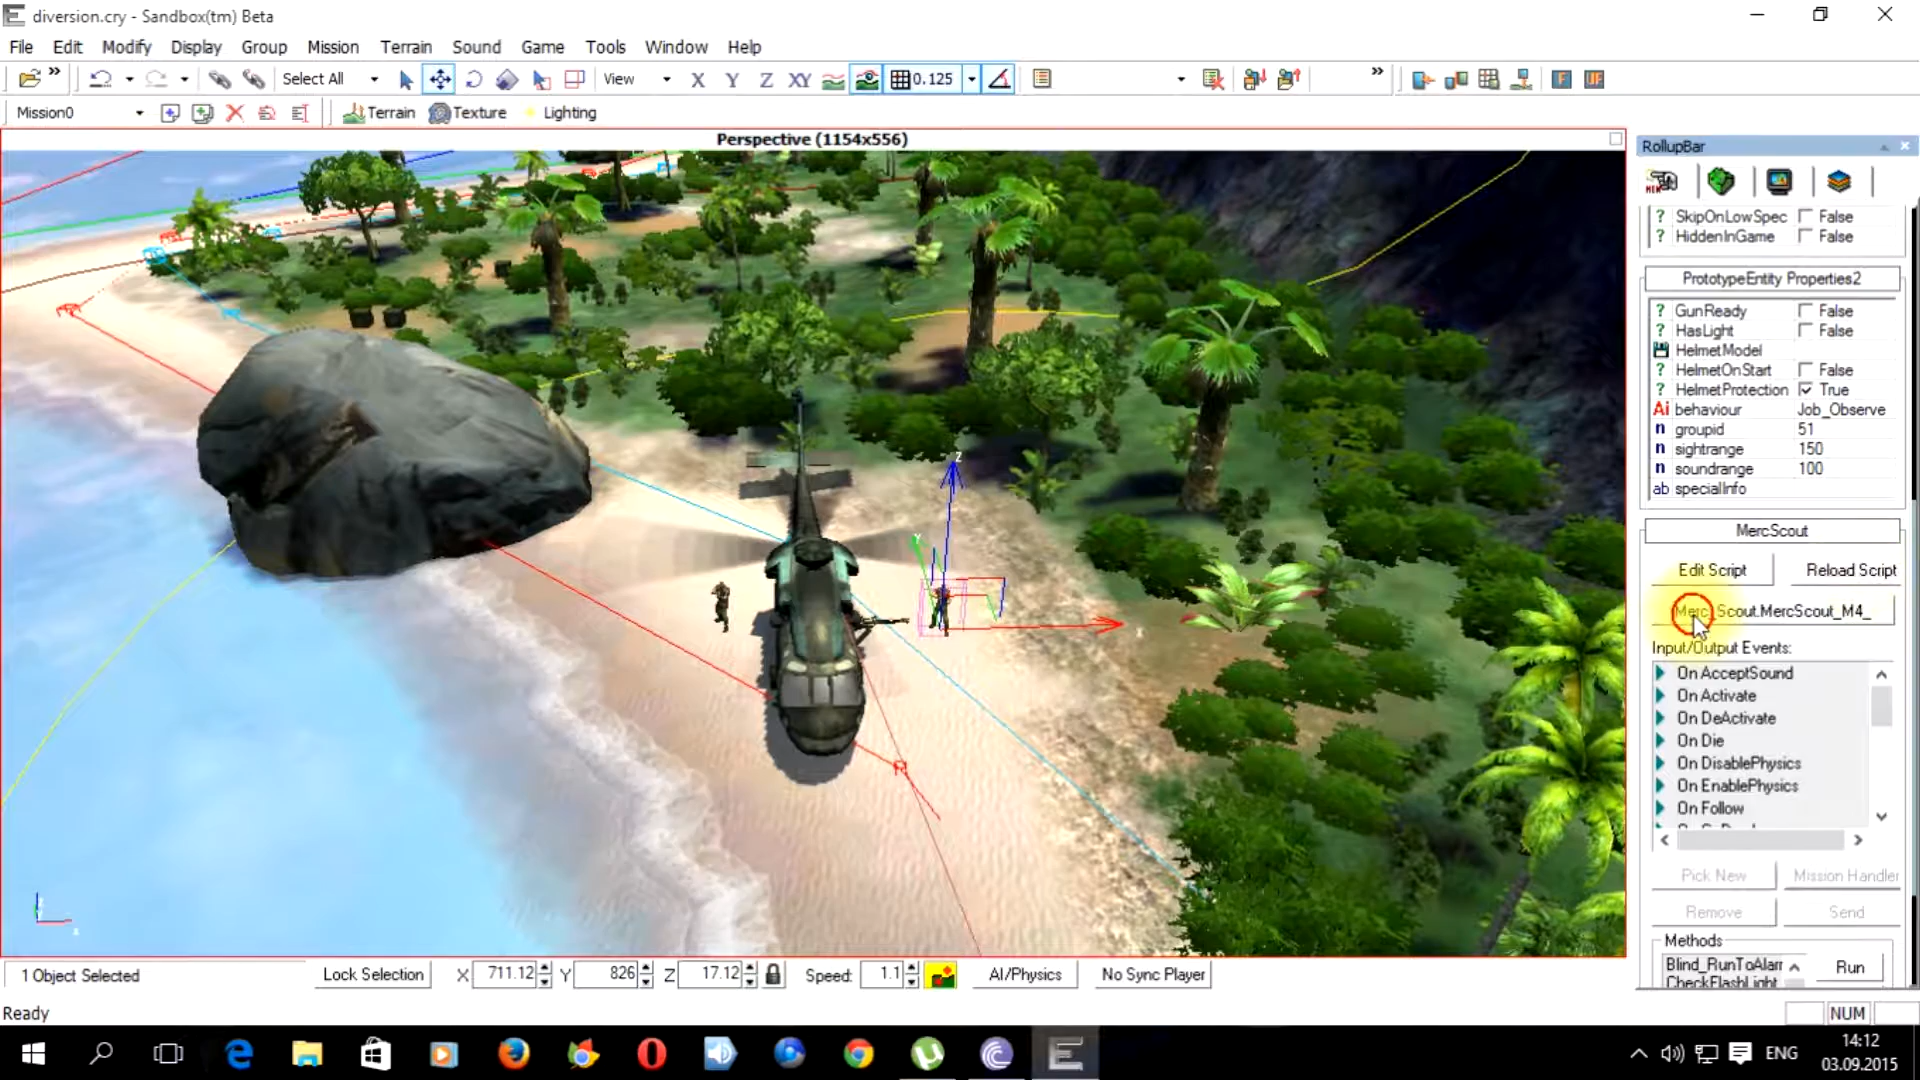 diversion.cry - Sandbox(tm) Beta
File Edit Modify Display Group Mission Terrain Sound Game Tools Window Help
Select All View X Y Z XY 0.125 F UF
Mission0 Terrain Texture Lighting
Perspective (1154x556)
RollupBar
SkipOnLowSpec False
HiddenInGame False
PrototypeEntity Properties2
? GunReady False
? HasLight False
HelmetModel
? HelmetOnStart False
? HelmetProtection True
Ai behaviour Job_Observe
n groupid 51
n sightrange 150
n soundrange 100
ab specialInfo
MercScout
Edit Script Reload Script
Scout.MercScout_M4_
Input/Output Events:
On AcceptSound
On Activate
On DeActivate
On Die
On DisablePhysics
On EnablePhysics
On Follow
Pick New Mission Handler
Remove Send
Methods
Blind_RunToAlarr Run
CheckFlashLight
Z
Y
1 Object Selected Lock Selection X 711.12 Y 826 Z 17.12 Speed: 1.1 AI/Physics No Sync Player
Ready NUM
ENG 14:12
03.09.2015